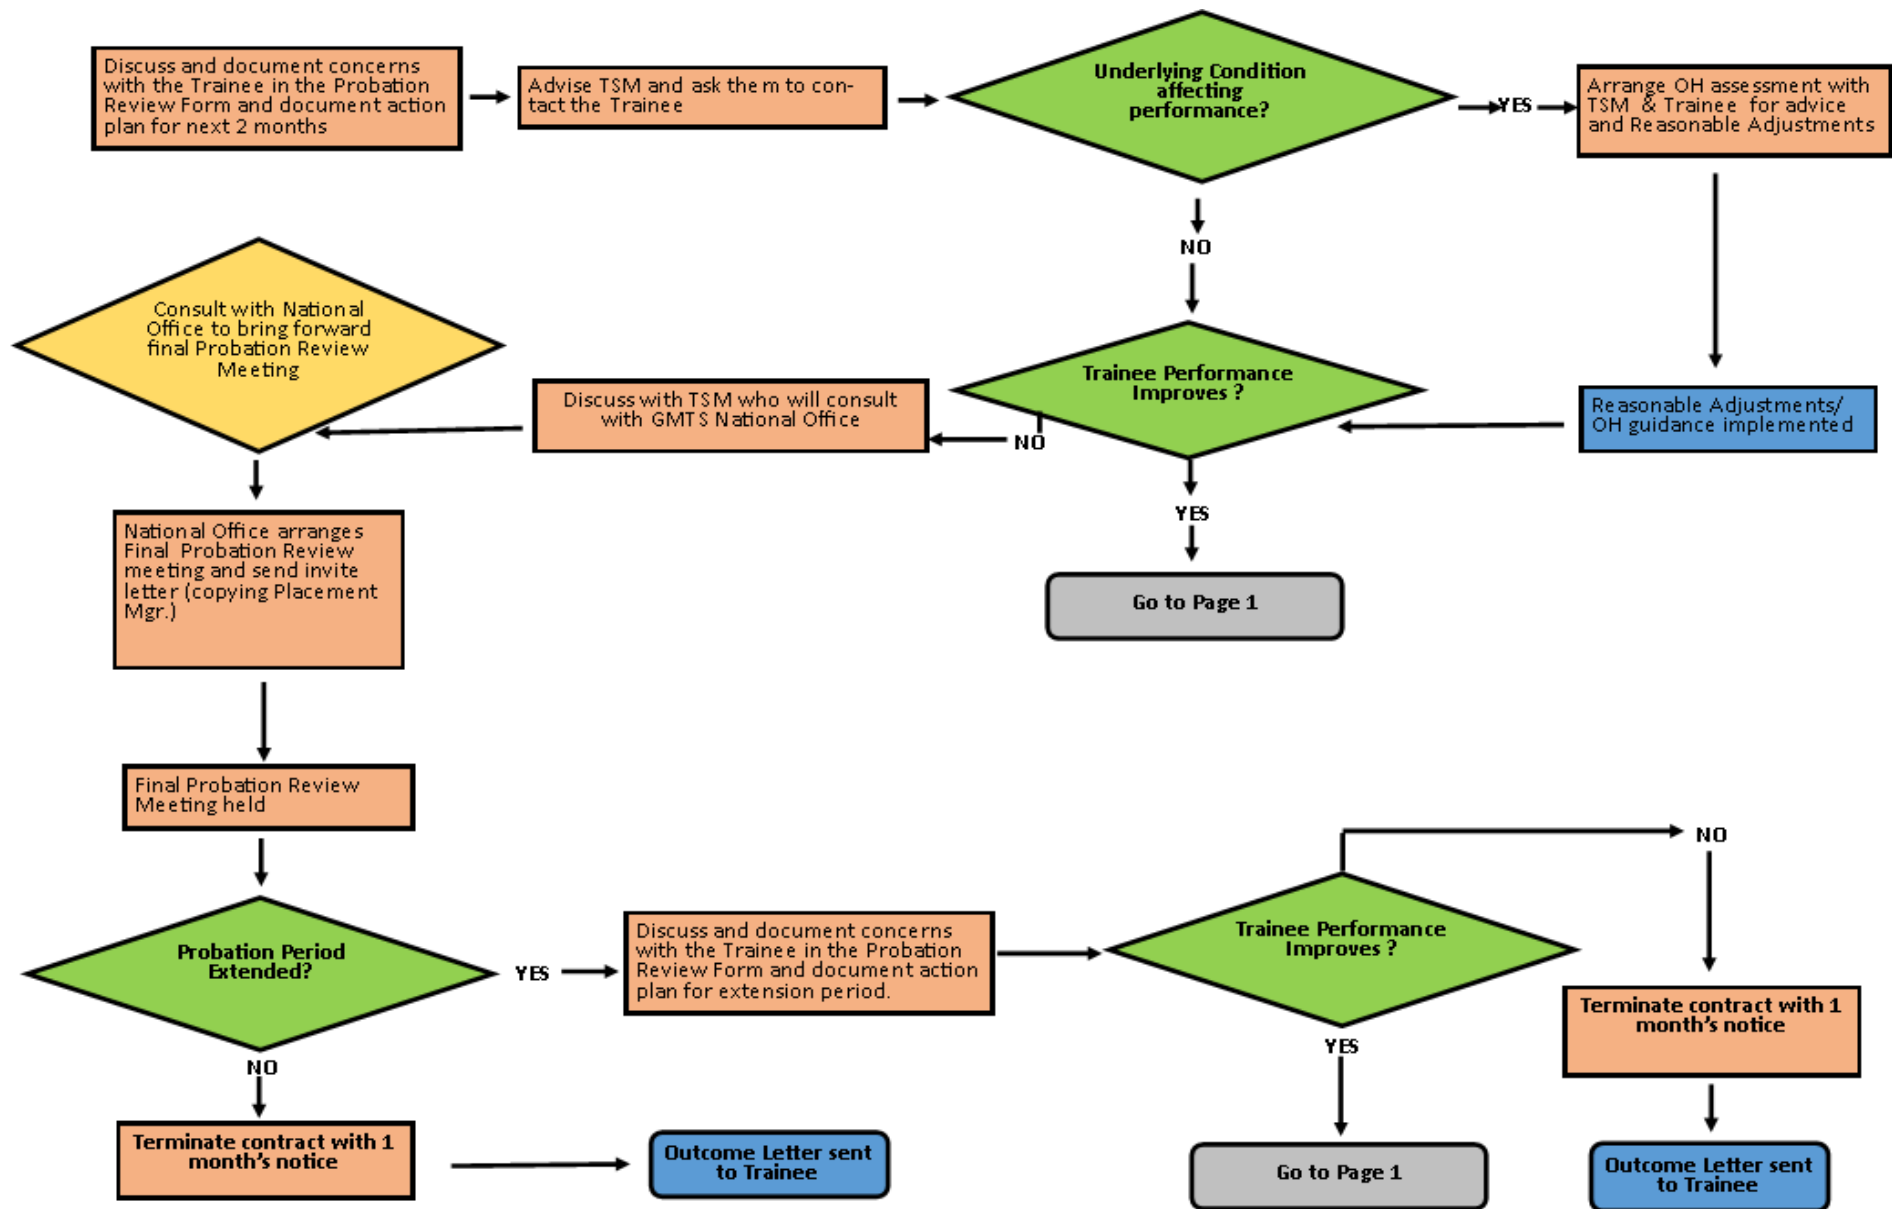 Discuss and document concerns
with the Trainee in the Probation
Review Form and document action
plan for next 2 months
Advise TSM and ask them to con-
tact the Trainee
Underlying Condition
affecting
performance?
YES
Arrange OH assessment with
TSM & Trainee for advice
and Reasonable Adjustments
NO
Consult with National
Office to bring forward
final Probation Review
Meeting
Discuss with TSM who will consult
with GMTS National Office
NO
Trainee Performance
Improves ?
Reasonable Adjustments/
OH guidance implemented
YES
Go to Page 1
National Office arranges
Final Probation Review
meeting and send invite
letter (copying Placement
Mgr.)
Final Probation Review
Meeting held
Probation Period
Extended?
YES
Discuss and document concerns
with the Trainee in the Probation
Review Form and document action
plan for extension period.
Trainee Performance
Improves ?
NO
Terminate contract with 1
month's notice
NO
YES
Terminate contract with 1
month's notice
Outcome Letter sent
to Trainee
Go to Page 1
Outcome Letter sent
to Trainee